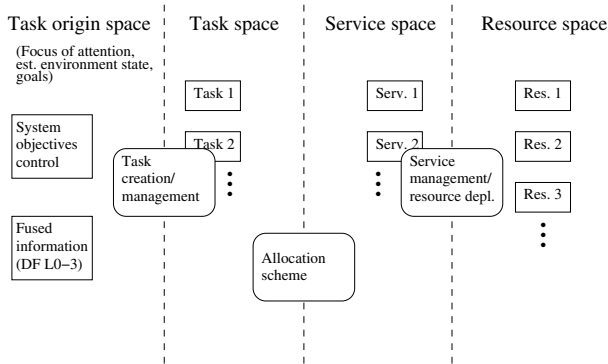 Task origin space
Task space
Service space
Resource space
(Focus of attention,
est. environment state,
goals)
Task 1
Serv. 1
Res. 1
System
objectives
control
Task 2
Serv. 2
Res. 2
Task
creation/
management
Service
management/
resource depl.
Res. 3
Fused
information
(DF L0−3)
Allocation
scheme